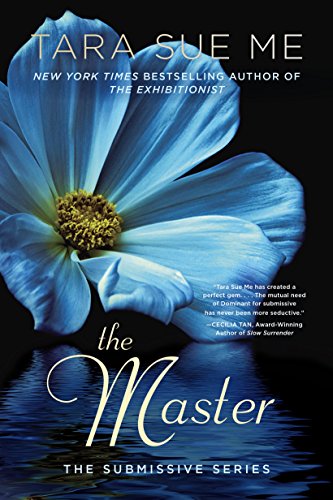 TARA SUE ME
NEW YORK TIMES BESTSELLING AUTHOR OF
THE EXHIBITIONIST
"Tara Sue Me has created a
perfect gem. . . . The mutual need
of Dominant for submissive
has never been more seductive."
—CECILIA TAN, Award-Winning
Author of Slow Surrender
the
Master
THE SUBMISSIVE SERIES